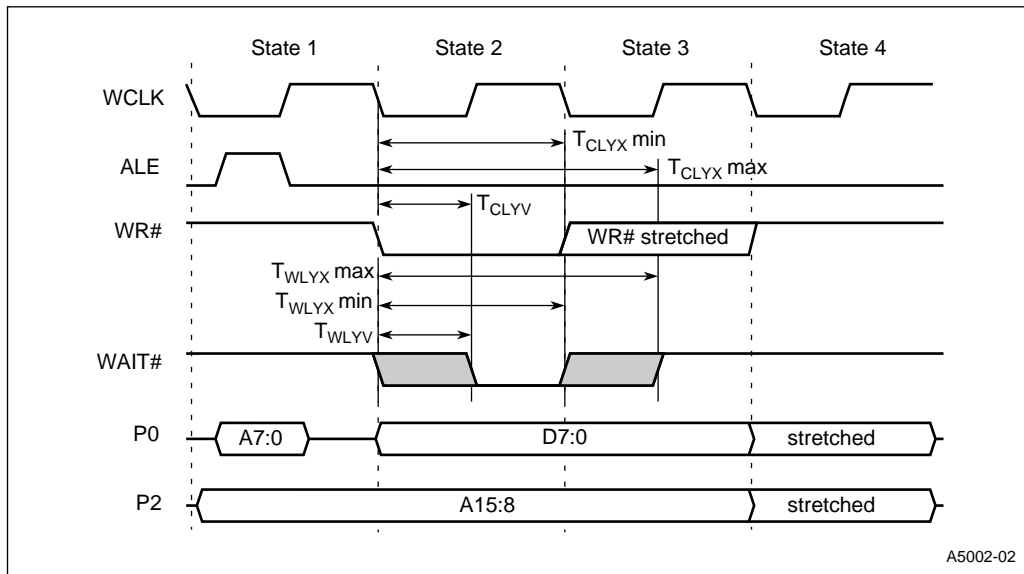 State 1 State 2 State 3 State 4
WCLK
T_CLYX min
ALE
T_CLYX max
T_CLYV
WR#
WR# stretched
T_WLYX max
T_WLYX min
T_WLYV
WAIT#
P0 A7:0 D7:0 stretched
P2 A15:8 stretched
A5002-02